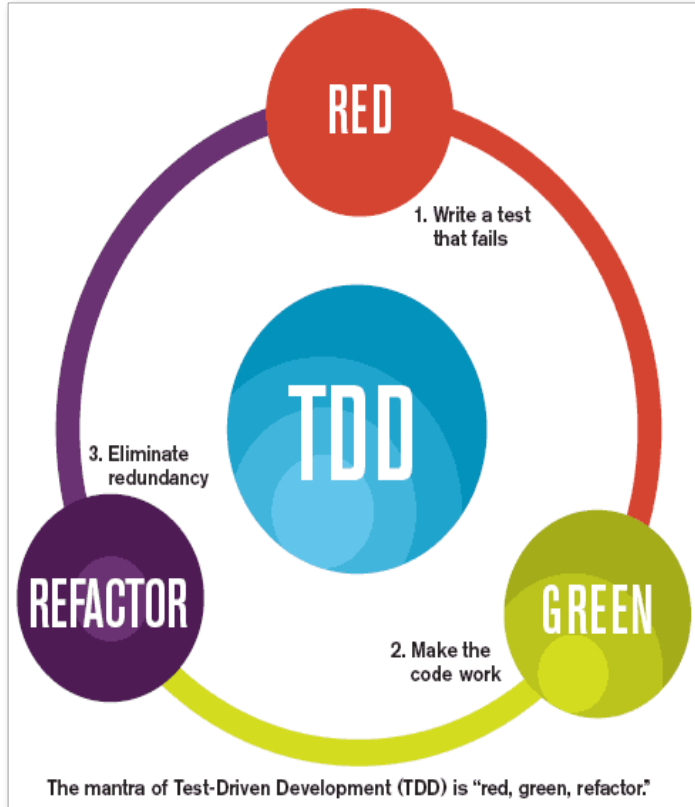 RED
1. Write a test
that fails
TDD
3. Eliminate
redundancy
REFACTOR
GREEN
2. Make the
code work
The mantra of Test-Driven Development (TDD) is “red, green, refactor.”